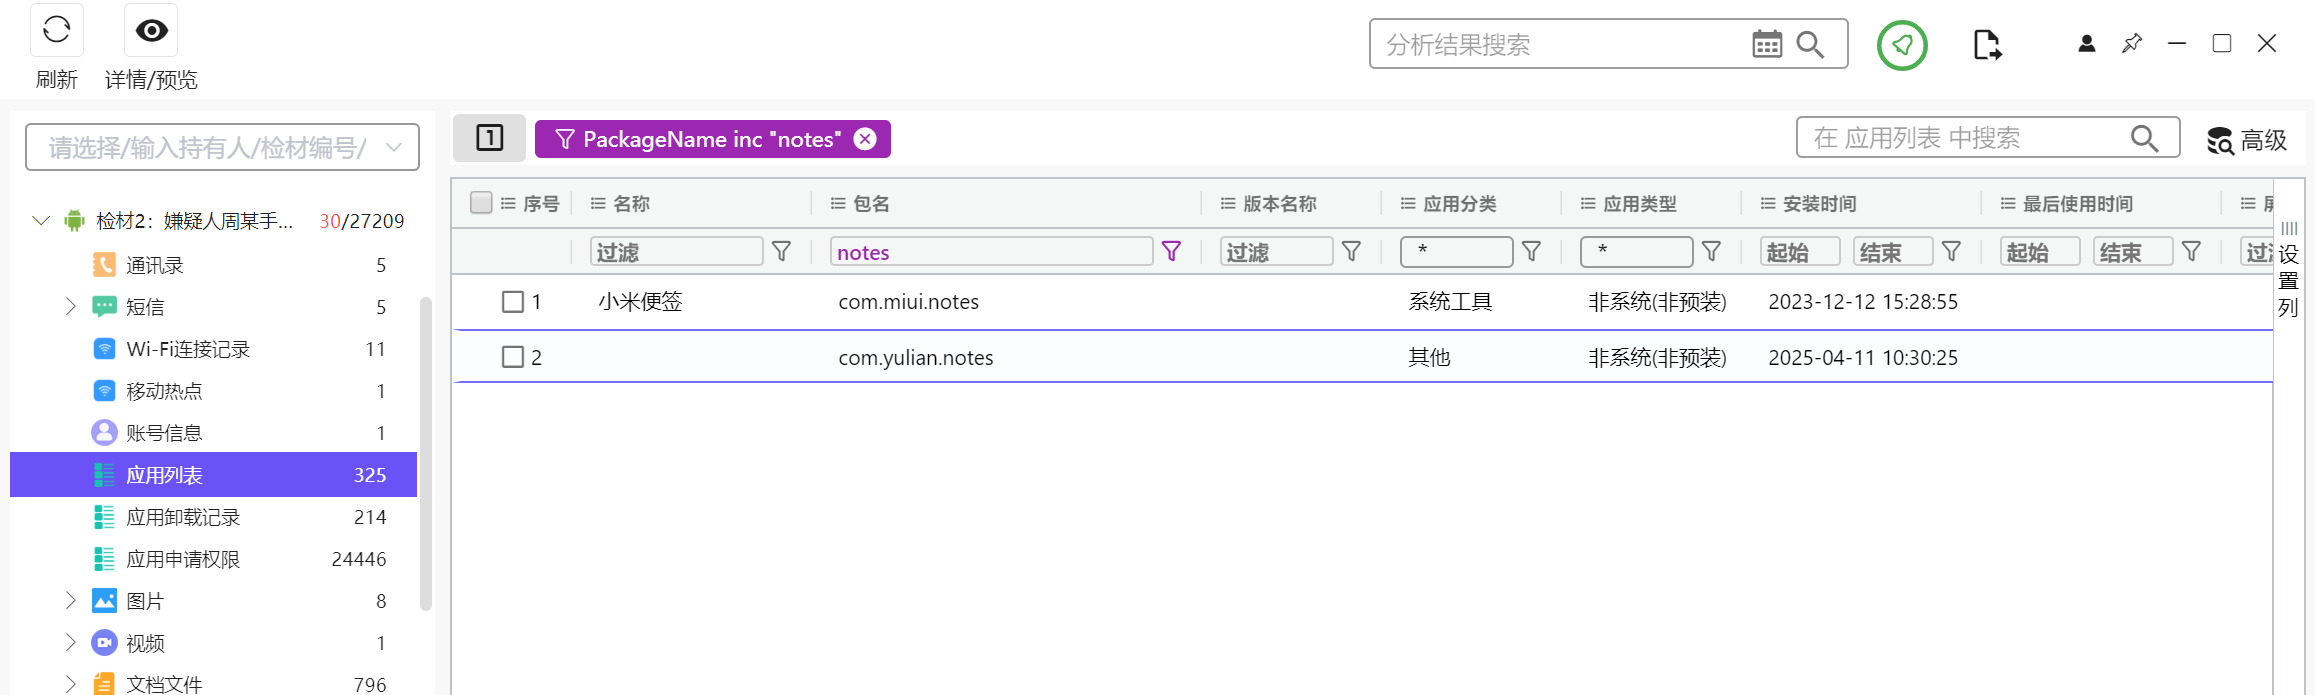 刷新
详情/预览
分析结果搜索
请选择/输入持有人/检材编号/
1
PackageName inc "notes"
在 应用列表 中搜索
高级
检材2：嫌疑人周某手... 30/27209
通讯录 5
短信 5
Wi-Fi连接记录 11
移动热点 1
账号信息 1
应用列表 325
应用卸载记录 214
应用申请权限 24446
图片 8
视频 1
文档文件 796
序号 名称 包名 版本名称 应用分类 应用类型 安装时间 最后使用时间
过滤 notes 过滤 * * 起始 结束 起始 结束 过滤
1 小米便签 com.miui.notes 系统工具 非系统(非预装) 2023-12-12 15:28:55
2 com.yulian.notes 其他 非系统(非预装) 2025-04-11 10:30:25
设置列